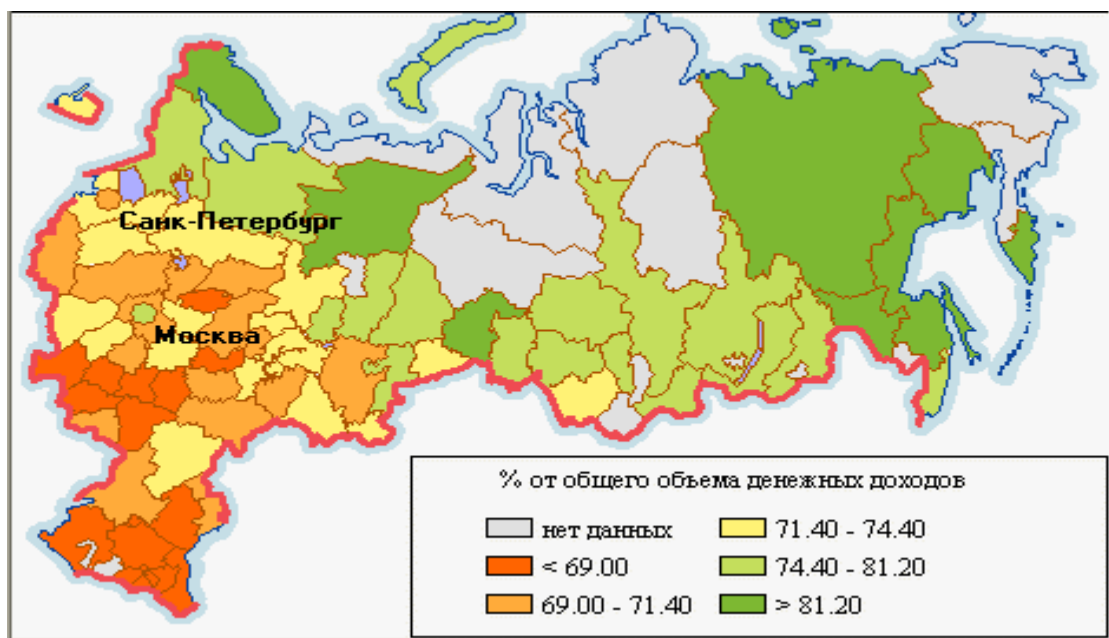 Санк-Петербург
Москва
% от общего объема денежных доходов
нет данных
< 69.00
69.00 - 71.40
71.40 - 74.40
74.40 - 81.20
> 81.20